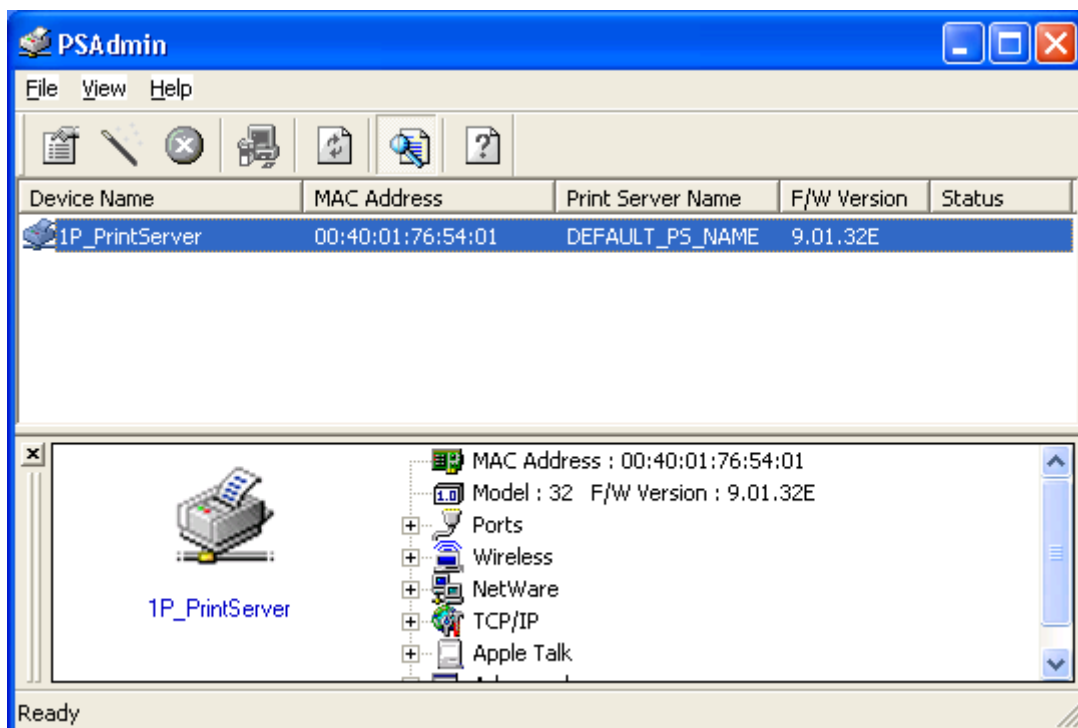 PSAdmin
File View Help
Device Name MAC Address Print Server Name F/W Version Status
1P_PrintServer 00:40:01:76:54:01 DEFAULT_PS_NAME 9.01.32E
MAC Address : 00:40:01:76:54:01
1.0 Model : 32 F/W Version : 9.01.32E
Ports
Wireless
NetWare
1P_PrintServer
TCP/IP
Apple Talk
Ready